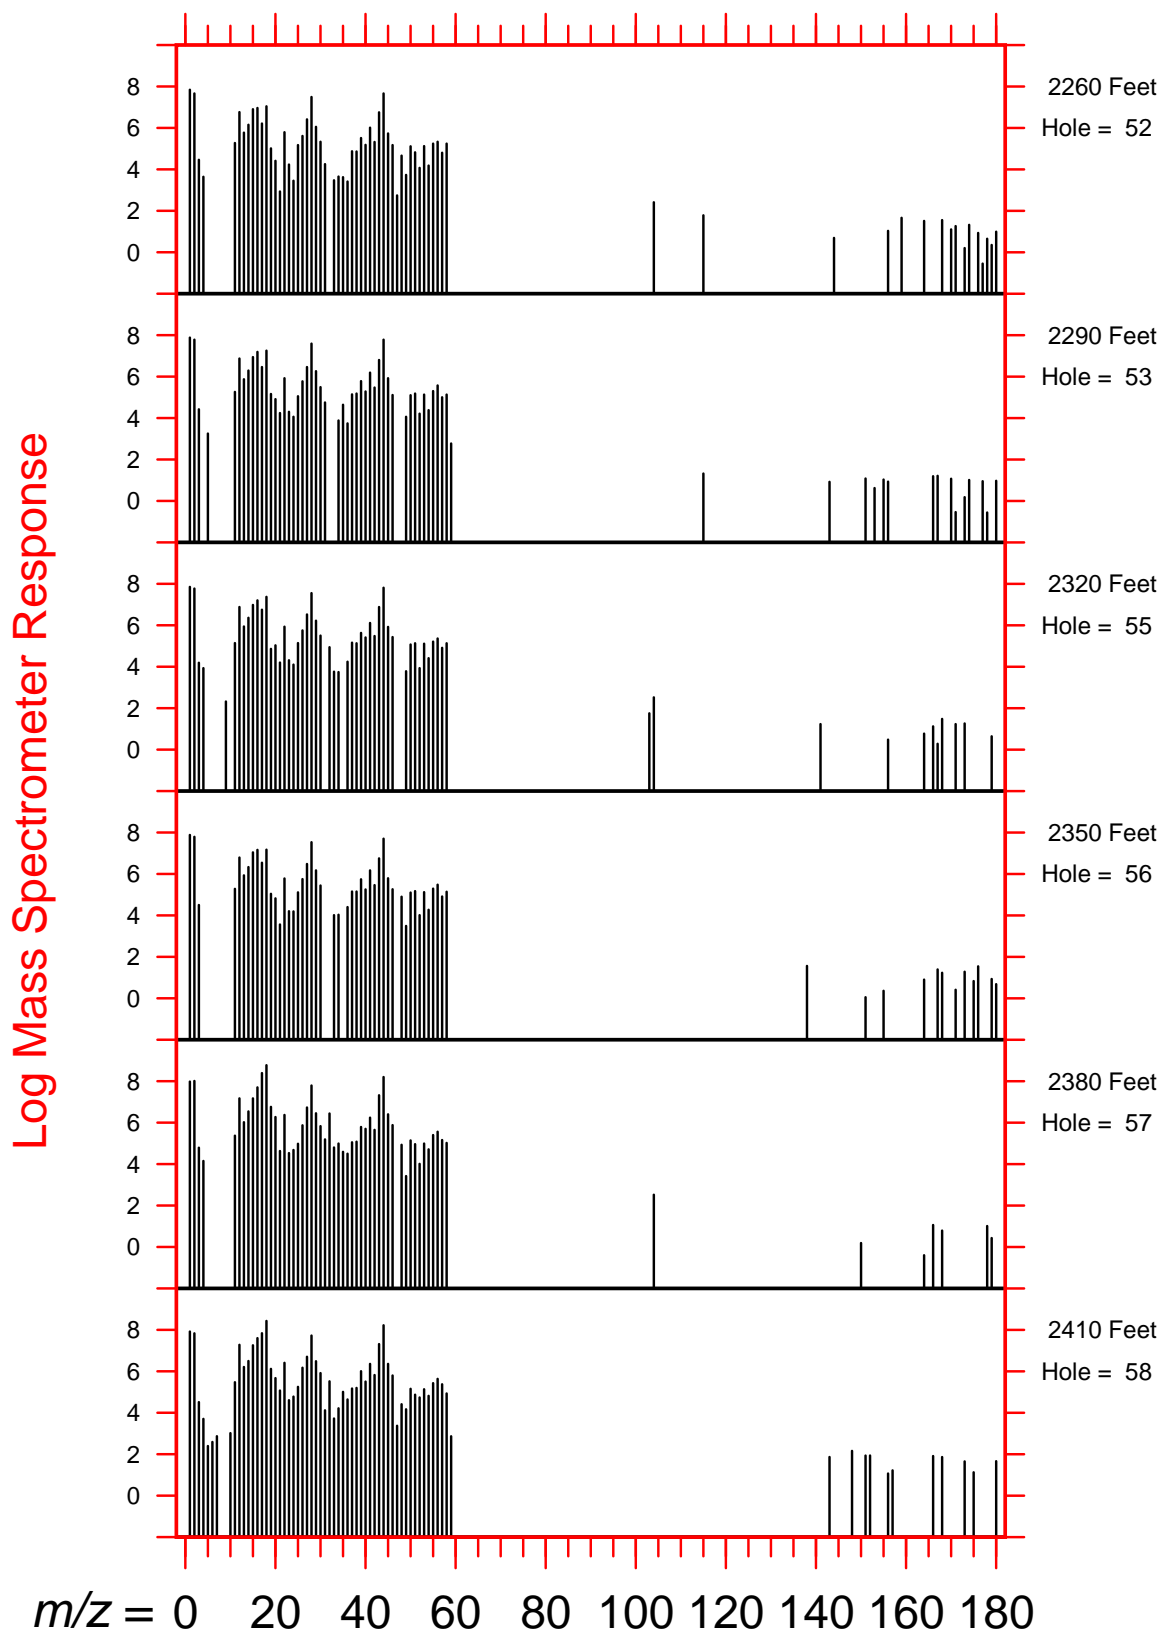 8
6
4
2
0
2260 Feet
Hole = 52
8
6
4
2
0
2290 Feet
Hole = 53
8
6
4
2
0
2320 Feet
Hole = 55
8
6
4
2
0
2350 Feet
Hole = 56
8
6
4
2
0
2380 Feet
Hole = 57
8
6
4
2
0
2410 Feet
Hole = 58
Log Mass Spectrometer Response
m/z = 0 20 40 60 80 100 120 140 160 180